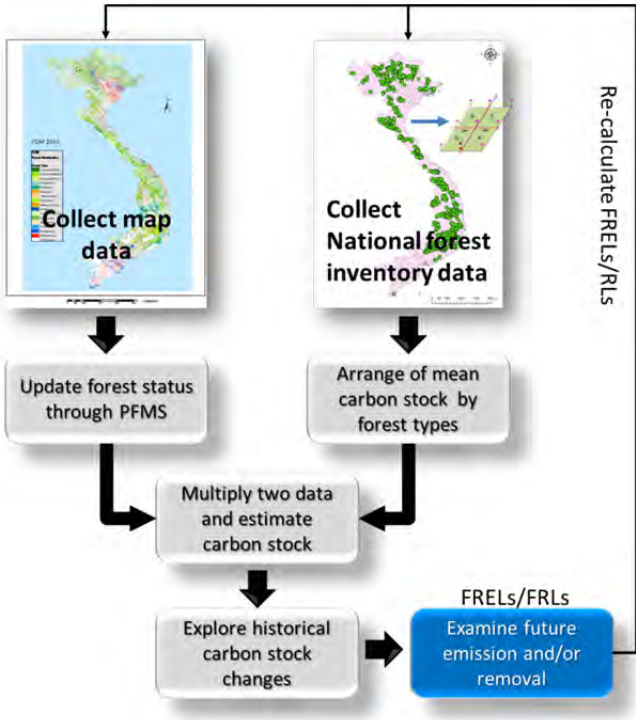 Collect map
data
Collect
National forest
inventory data
Re-calculate FRELs/RLs
Update forest status
through PFMS
Arrange of mean
carbon stock by
forest types
Multiply two data
and estimate
carbon stock
FRELs/FRLs
Explore historical
carbon stock
changes
Examine future
emission and/or
removal